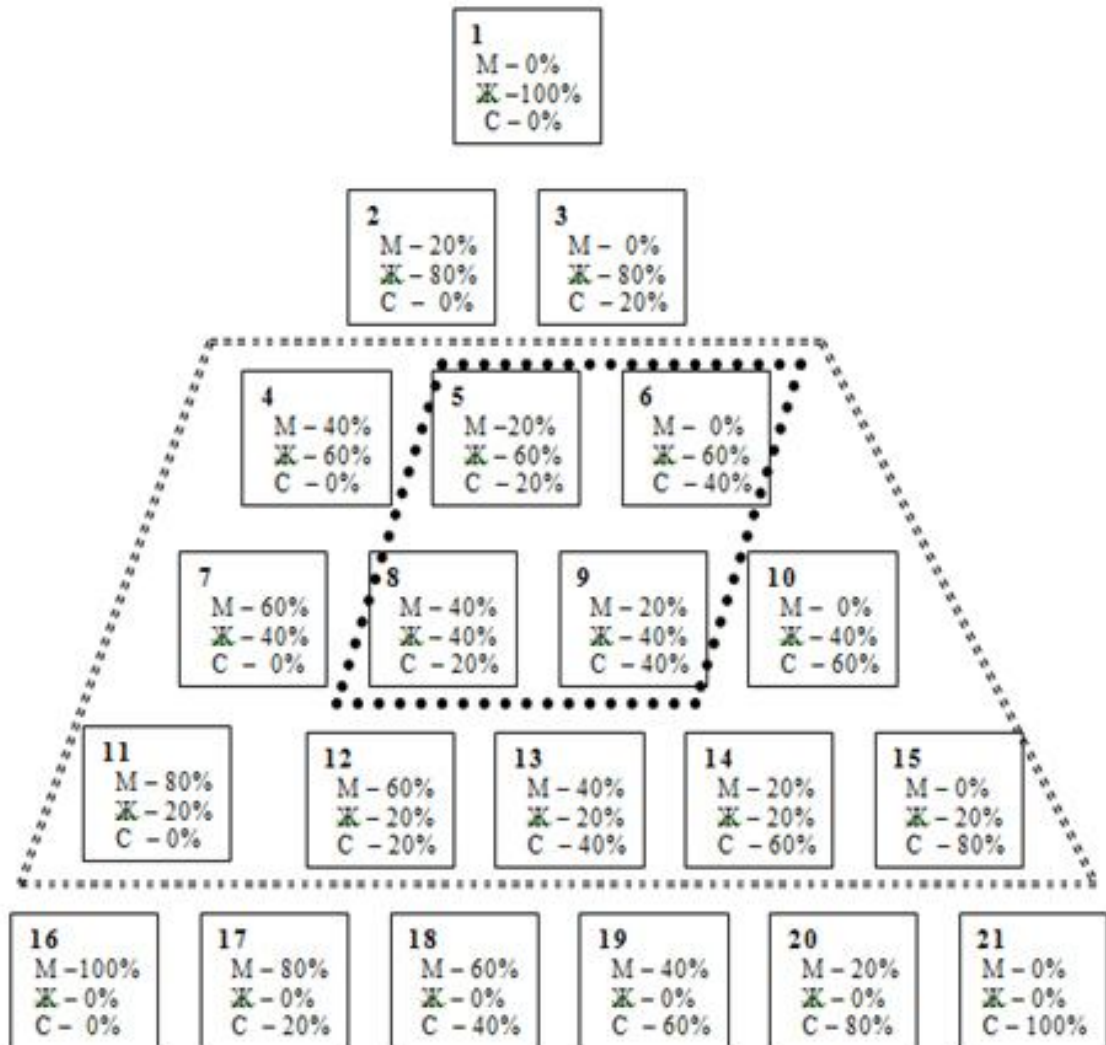 1
М – 0%
Ж –100%
С – 0%
2
М – 20%
Ж – 80%
С – 0%
3
М – 0%
Ж – 80%
С – 20%
4
М – 40%
Ж – 60%
С – 0%
5
М –20%
Ж – 60%
С – 20%
6
М – 0%
Ж – 60%
С – 40%
7
М – 60%
Ж – 40%
С – 0%
8
М – 40%
Ж – 40%
С – 20%
9
М – 20%
Ж – 40%
С – 40%
10
М – 0%
Ж – 40%
С – 60%
11
М – 80%
Ж – 20%
С – 0%
12
М – 60%
Ж – 20%
С – 20%
13
М – 40%
Ж – 20%
С – 40%
14
М – 20%
Ж – 20%
С – 60%
15
М – 0%
Ж – 20%
С – 80%
16
М –100%
Ж – 0%
С – 0%
17
М – 80%
Ж – 0%
С – 20%
18
М – 60%
Ж – 0%
С – 40%
19
М – 40%
Ж – 0%
С – 60%
20
М – 20%
Ж – 0%
С – 80%
21
М – 0%
Ж – 0%
С – 100%